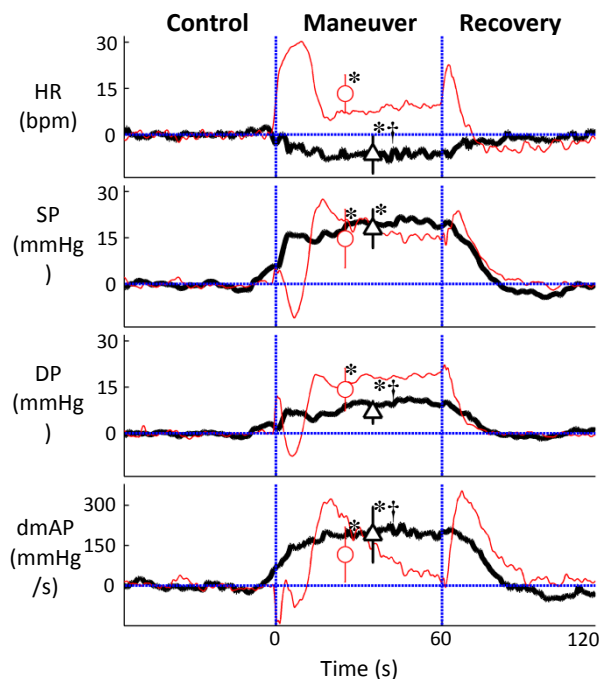 Control Maneuver Recovery
30
15
0
HR
(bpm)
*
*†
30
15
0
SP
(mmHg
)
* *
30
15
0
DP
(mmHg
)
*
*†
300
150
0
dmAP
(mmHg
/s)
*
*†
0 60 120
Time (s)